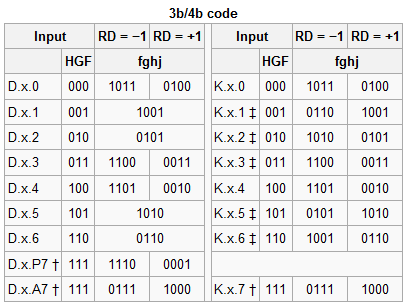 3b/4b code
Input RD = −1 RD = +1 Input RD = −1 RD = +1
HGF fghj HGF fghj
D.x.0 000 1011 0100 K.x.0 000 1011 0100
D.x.1 001 1001 K.x.1 ‡ 001 0110 1001
D.x.2 010 0101 K.x.2 ‡ 010 1010 0101
D.x.3 011 1100 0011 K.x.3 ‡ 011 1100 0011
D.x.4 100 1101 0010 K.x.4 100 1101 0010
D.x.5 101 1010 K.x.5 ‡ 101 0101 1010
D.x.6 110 0110 K.x.6 ‡ 110 1001 0110
D.x.P7 † 111 1110 0001
D.x.A7 † 111 0111 1000 K.x.7 † 111 0111 1000